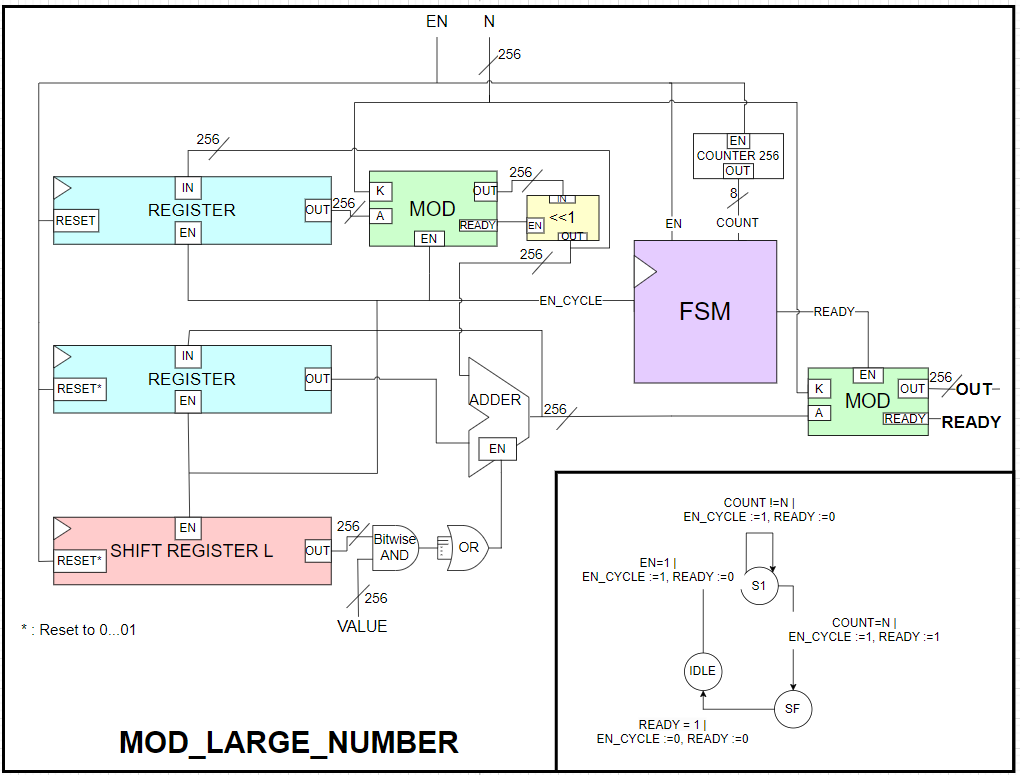 EN N
256
256
EN
COUNTER 256
OUT
8
COUNT
EN
IN
REGISTER
RESET
OUT
EN
256
K
A
MOD
OUT
READY
EN
256
IN
<<1
EN
OUT
256
EN_CYCLE
FSM
READY
IN
REGISTER
RESET*
OUT
EN
ADDER
EN
256
EN
K
A
MOD
OUT
READY
256
OUT
READY
EN
SHIFT REGISTER L
RESET*
OUT
256
Bitwise
AND
OR
256
VALUE
* : Reset to 0...01
COUNT !=N |
EN_CYCLE :=1, READY :=0
EN=1 |
EN_CYCLE :=1, READY :=0
S1
COUNT=N |
EN_CYCLE :=1, READY :=1
IDLE
SF
READY = 1 |
EN_CYCLE :=0, READY :=0
MOD_LARGE_NUMBER